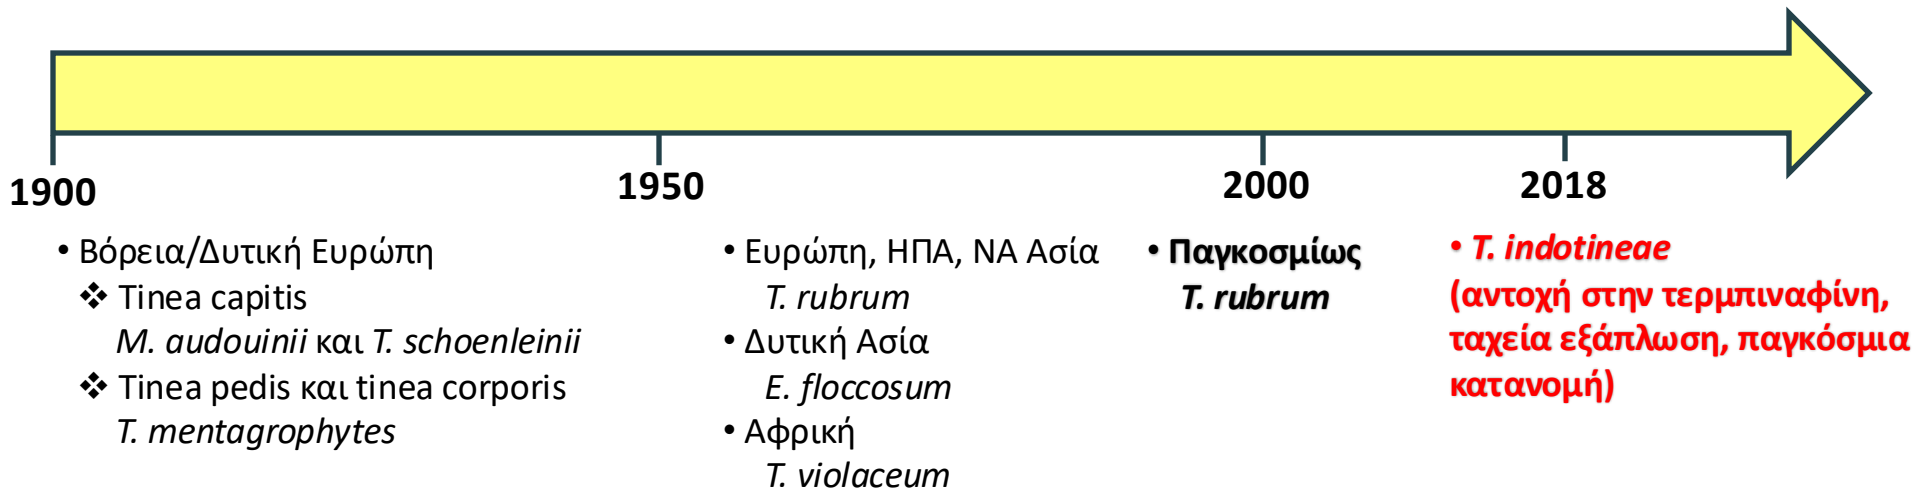 1900
1950
2000
2018
• Βόρεια/Δυτική Ευρώπη
❖ Tinea capitis
M. audouinii και T. schoenleinii
❖ Tinea pedis και tinea corporis
T. mentagrophytes
• Ευρώπη, ΗΠΑ, ΝΑ Ασία
T. rubrum
• Δυτική Ασία
E. floccosum
• Αφρική
T. violaceum
• Παγκοσμίως
T. rubrum
• T. indotineae
(αντοχή στην τερμπιναφίνη,
ταχεία εξάπλωση, παγκόσμια
κατανομή)